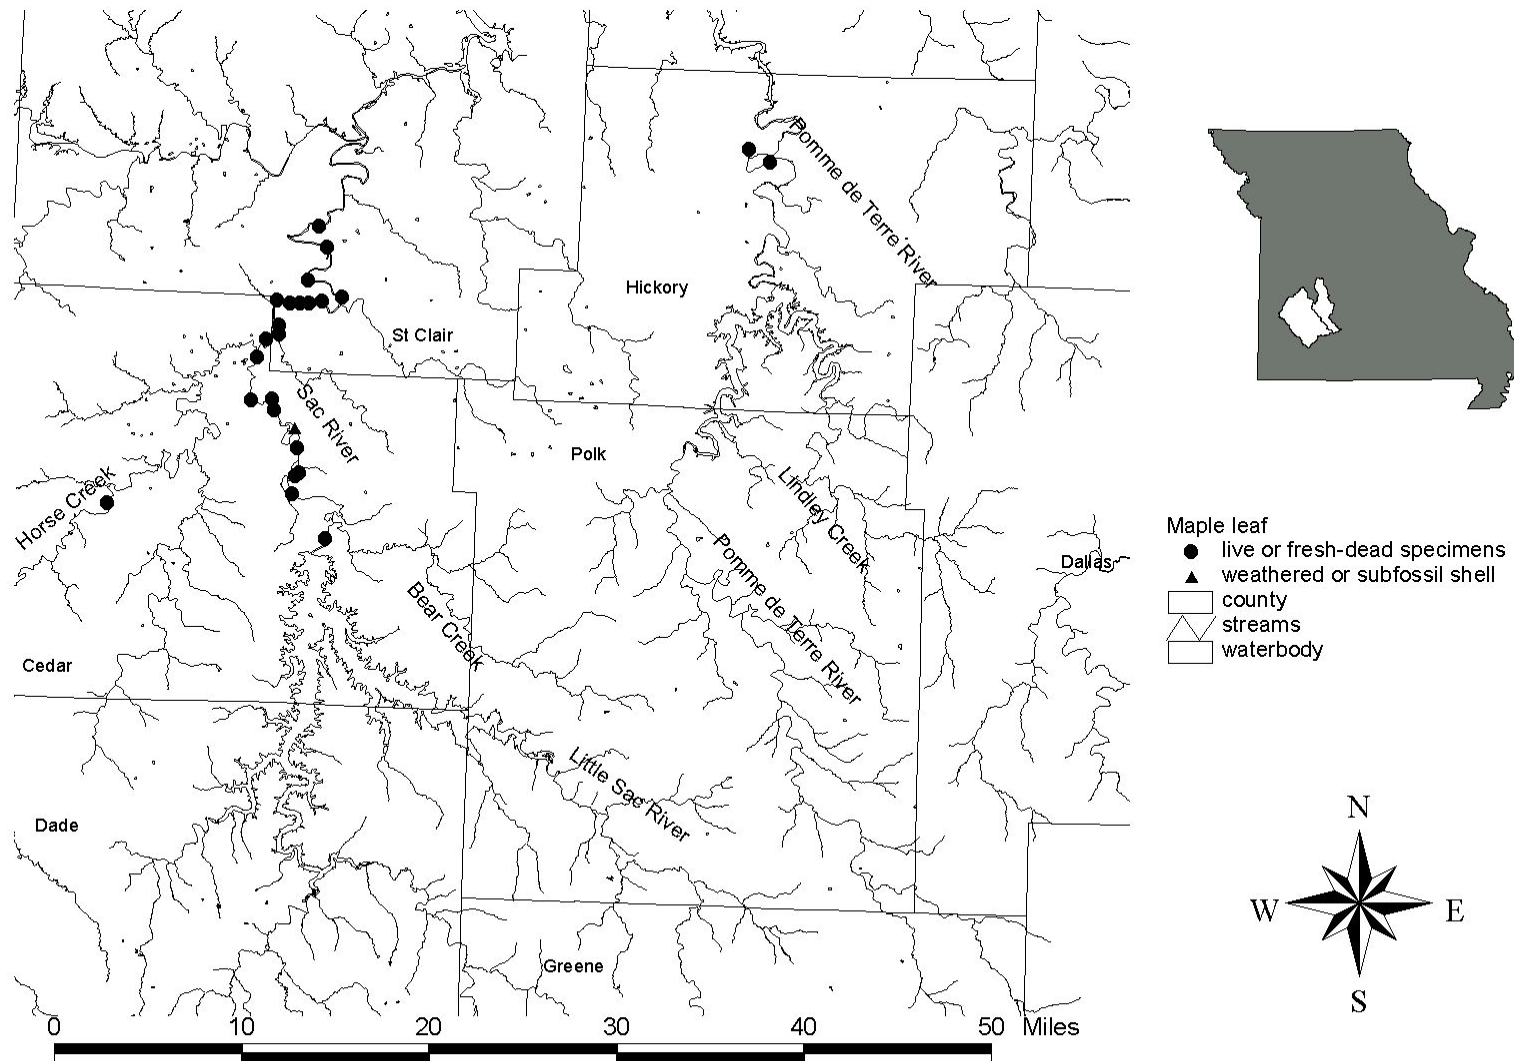 Pomme de Terre River
Hickory
St Clair
Sac River
Polk
Horse Creek
Lindley Creek
Pomme de Terre River
Dallas
Bear Creek
Cedar
Little Sac River
Dade
Greene
0 10 20 30 40 50 Miles
Maple leaf
live or fresh-dead specimens
weathered or subfossil shell
county
streams
waterbody
N
W E
S